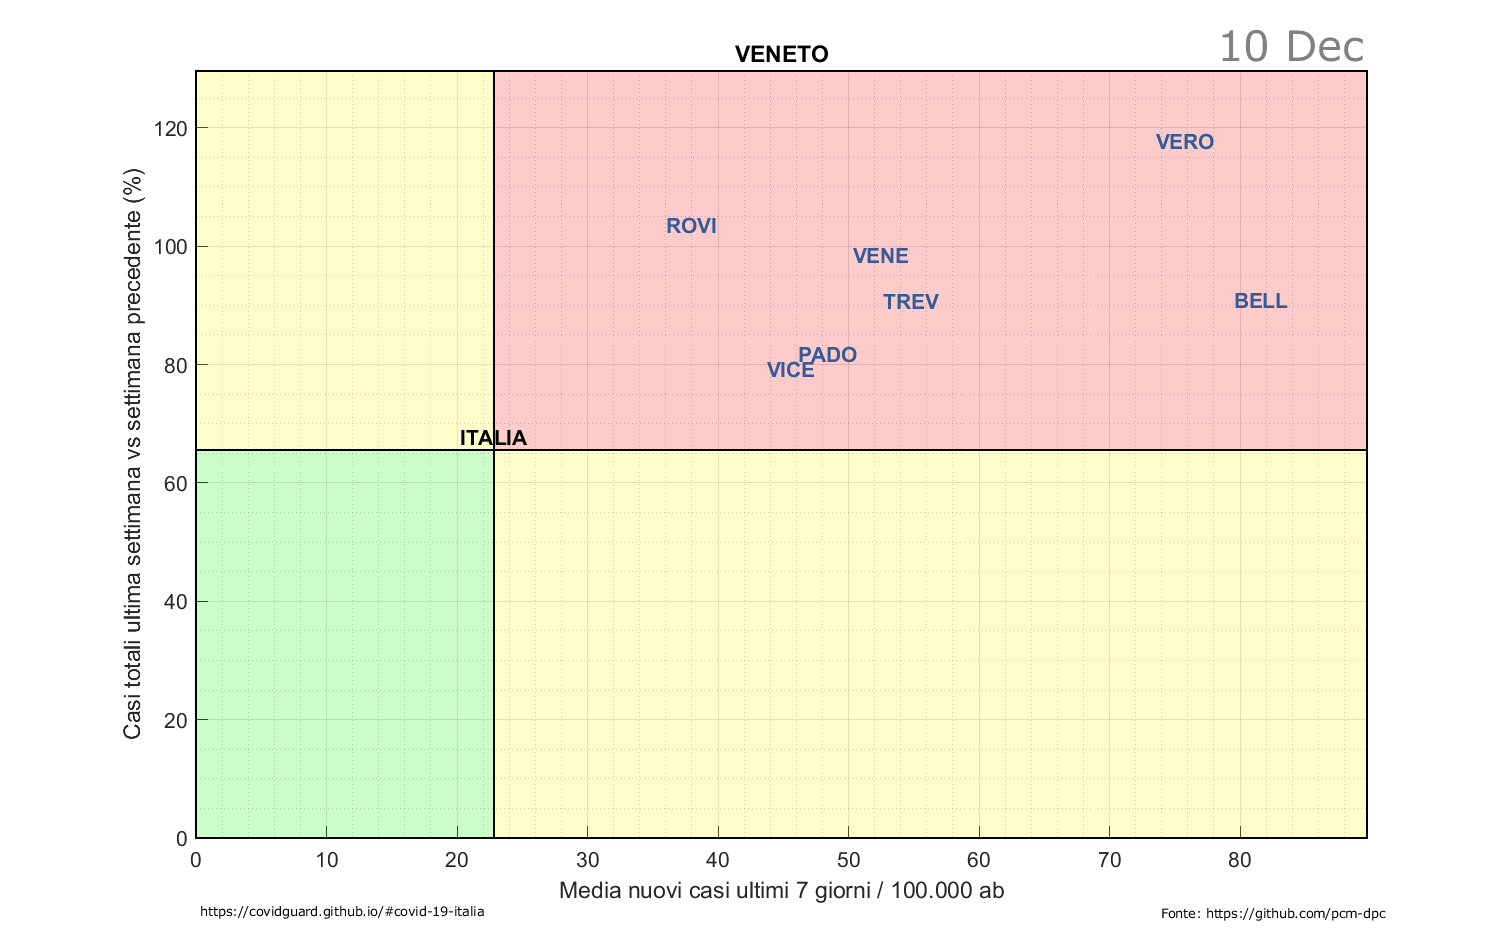 VENETO
10 Dec
Casi totali ultima settimana vs settimana precedente (%)
120
100
80
60
40
20
0
VERO
ROVI
VENE
TREV
BELL
PADO
VICE
ITALIA
0 10 20 30 40 50 60 70 80
Media nuovi casi ultimi 7 giorni / 100.000 ab
https://covidguard.github.io/#covid-19-italia
Fonte: https://github.com/pcm-dpc